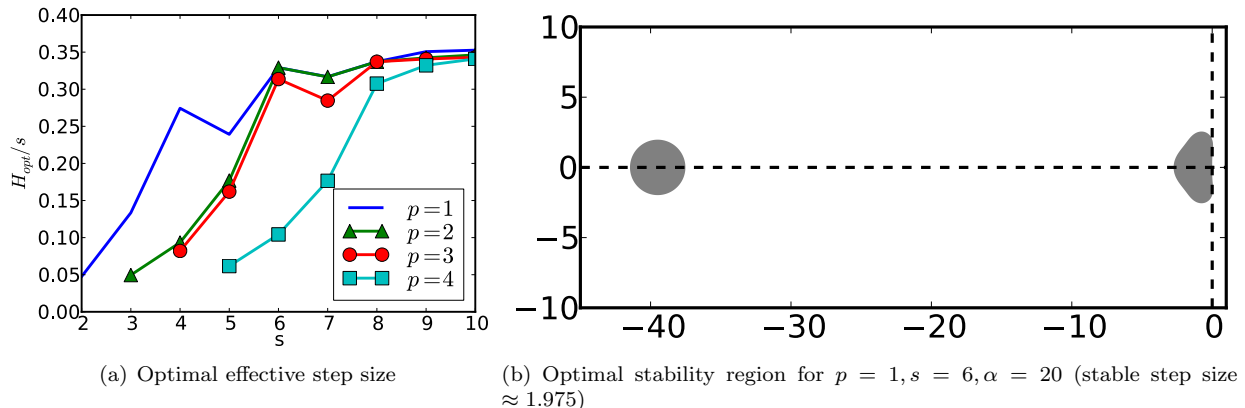 0.40
0.35
0.30
0.25
0.20
0.15
0.10
0.05
0.00
H_opt/s
2 3 4 5 6 7 8 9 10
s
p=1
p=2
p=3
p=4
(a) Optimal effective step size
10
5
0
−5
−10
−40 −30 −20 −10 0
(b) Optimal stability region for p = 1, s = 6, α = 20 (stable step size
≈ 1.975)